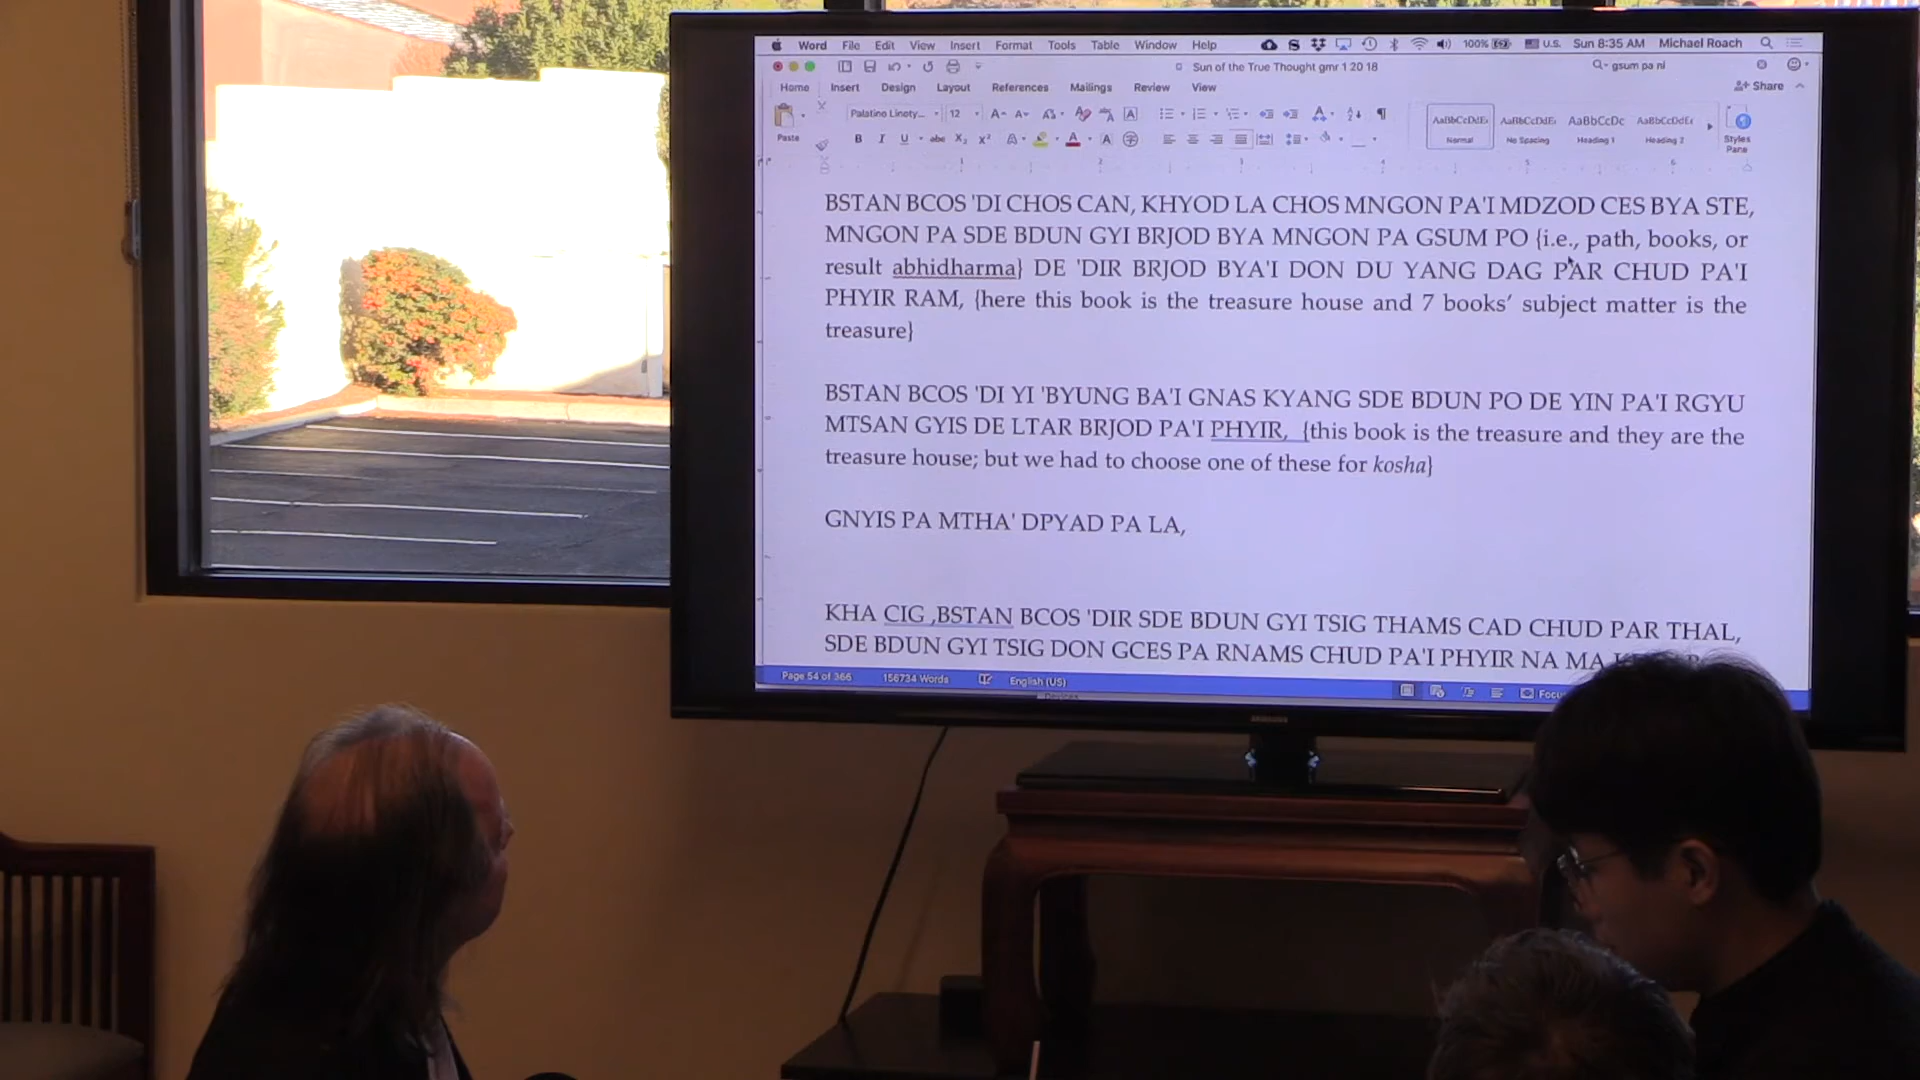 Word File Edit View Insert Format Tools Table Window Help 100% U.S. Sun 8:35 AM Michael Roach
Sun of the True Thought gmr 1 20 18
gsum pa ni
Home Insert Design Layout References Mailings Review View
Share
Palatino Linoty... 12
AaBbCcDdE AaBbCcDdE AaBbCcDc AaBbCcDdEe
Paste
Normal No Spacing Heading 1 Heading 2
Styles
Pane
BSTAN BCOS 'DI CHOS CAN, KHYOD LA CHOS MNGON PA'I MDZOD CES BYA STE,
MNGON PA SDE BDUN GYI BRJOD BYA MNGON PA GSUM PO {i.e., path, books, or
result abhidharma} DE 'DIR BRJOD BYA'I DON DU YANG DAG PAR CHUD PA'I
PHYIR RAM, {here this book is the treasure house and 7 books' subject matter is the
treasure}
BSTAN BCOS 'DI YI 'BYUNG BA'I GNAS KYANG SDE BDUN PO DE YIN PA'I RGYU
MTSAN GYIS DE LTAR BRJOD PA'I PHYIR, {this book is the treasure and they are the
treasure house; but we had to choose one of these for kosha}
GNYIS PA MTHA' DPYAD PA LA,
KHA CIG ,BSTAN BCOS 'DIR SDE BDUN GYI TSIG THAMS CAD CHUD PAR THAL,
SDE BDUN GYI TSIG DON GCES PA RNAMS CHUD PA'I PHYIR NA MA
Page 54 of 366 156734 Words English (US)
SAMSUNG